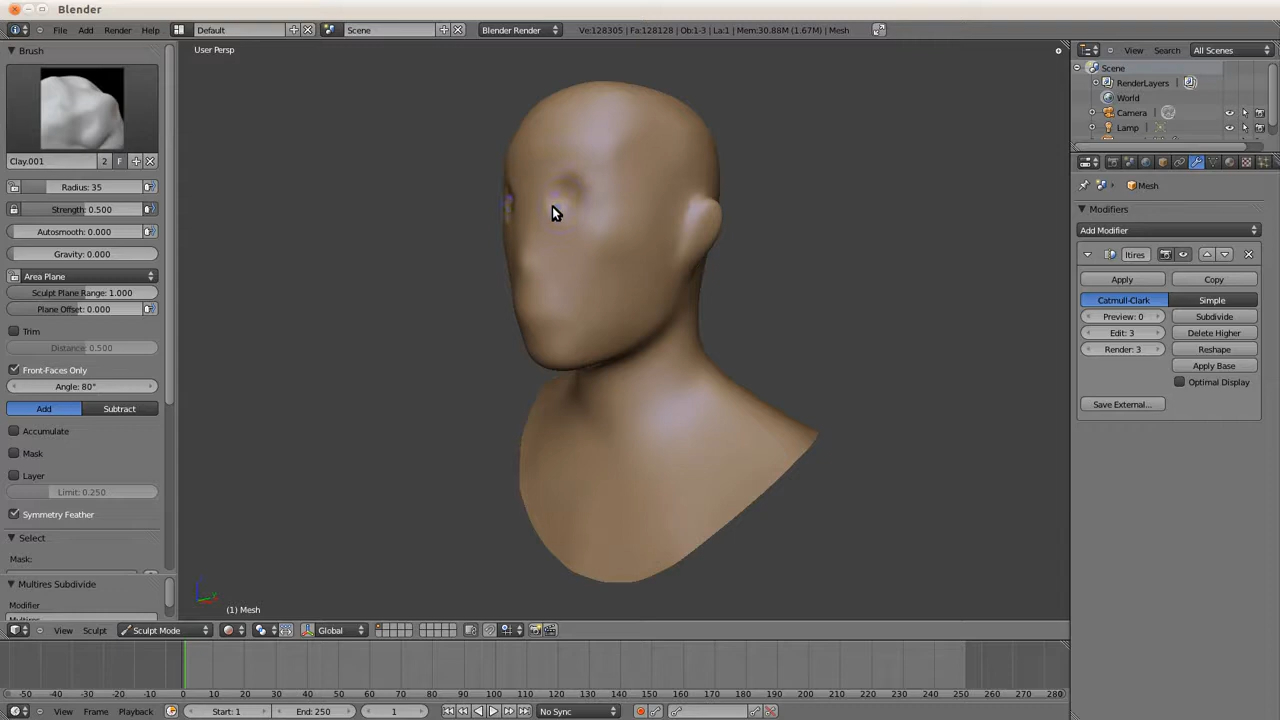 Blender
File Add Render Help Default Scene Blender Render Ve:128305 | Fa:128128 | Ob:1-3 | La:1 | Mem:30.88M (1.67M) | Mesh
Brush
User Persp
View Search All Scenes
Scene
RenderLayers
World
Camera
Lamp
Clay.001 2 F
Radius: 35
Strength: 0.500
Autosmooth: 0.000
Gravity: 0.000
Area Plane
Sculpt Plane Range: 1.000
Plane Offset: 0.000
Trim
Distance: 0.500
Front-Faces Only
Angle: 80°
Add Subtract
Accumulate
Mask
Layer
Limit: 0.250
Symmetry Feather
Select
Mask:
Multires Subdivide
Modifier
Mesh
Modifiers
Add Modifier
ltires
Apply Copy
Catmull-Clark Simple
Preview: 0 Subdivide
Edit: 3 Delete Higher
Render: 3 Reshape
Apply Base
Optimal Display
Save External...
(1) Mesh
View Sculpt Sculpt Mode Global
-50 -40 -30 -20 -10 0 10 20 30 40 50 60 70 80 90 100 110 120 130 140 150 160 170 180 190 200 210 220 230 240 250 260 270 280
View Frame Playback Start: 1 End: 250 1 No Sync